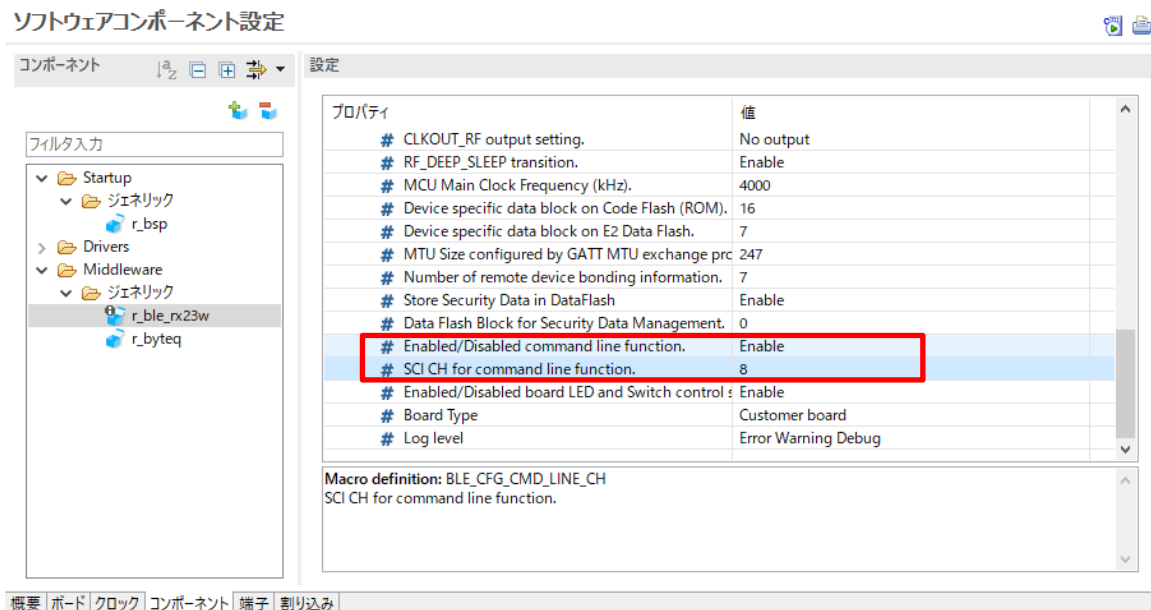 ソフトウェアコンポーネント設定
コンポーネント
設定
フィルタ入力
Startup
ジェネリック
r_bsp
Drivers
Middleware
ジェネリック
r_ble_rx23w
r_byteq
プロパティ 値
# CLKOUT_RF output setting. No output
# RF_DEEP_SLEEP transition. Enable
# MCU Main Clock Frequency (kHz). 4000
# Device specific data block on Code Flash (ROM). 16
# Device specific data block on E2 Data Flash. 7
# MTU Size configured by GATT MTU exchange prc 247
# Number of remote device bonding information. 7
# Store Security Data in DataFlash Enable
# Data Flash Block for Security Data Management. 0
# Enabled/Disabled command line function. Enable
# SCI CH for command line function. 8
# Enabled/Disabled board LED and Switch control s Enable
# Board Type Customer board
# Log level Error Warning Debug
Macro definition: BLE_CFG_CMD_LINE_CH
SCI CH for command line function.
概要 ボード クロック コンポーネント 端子 割り込み